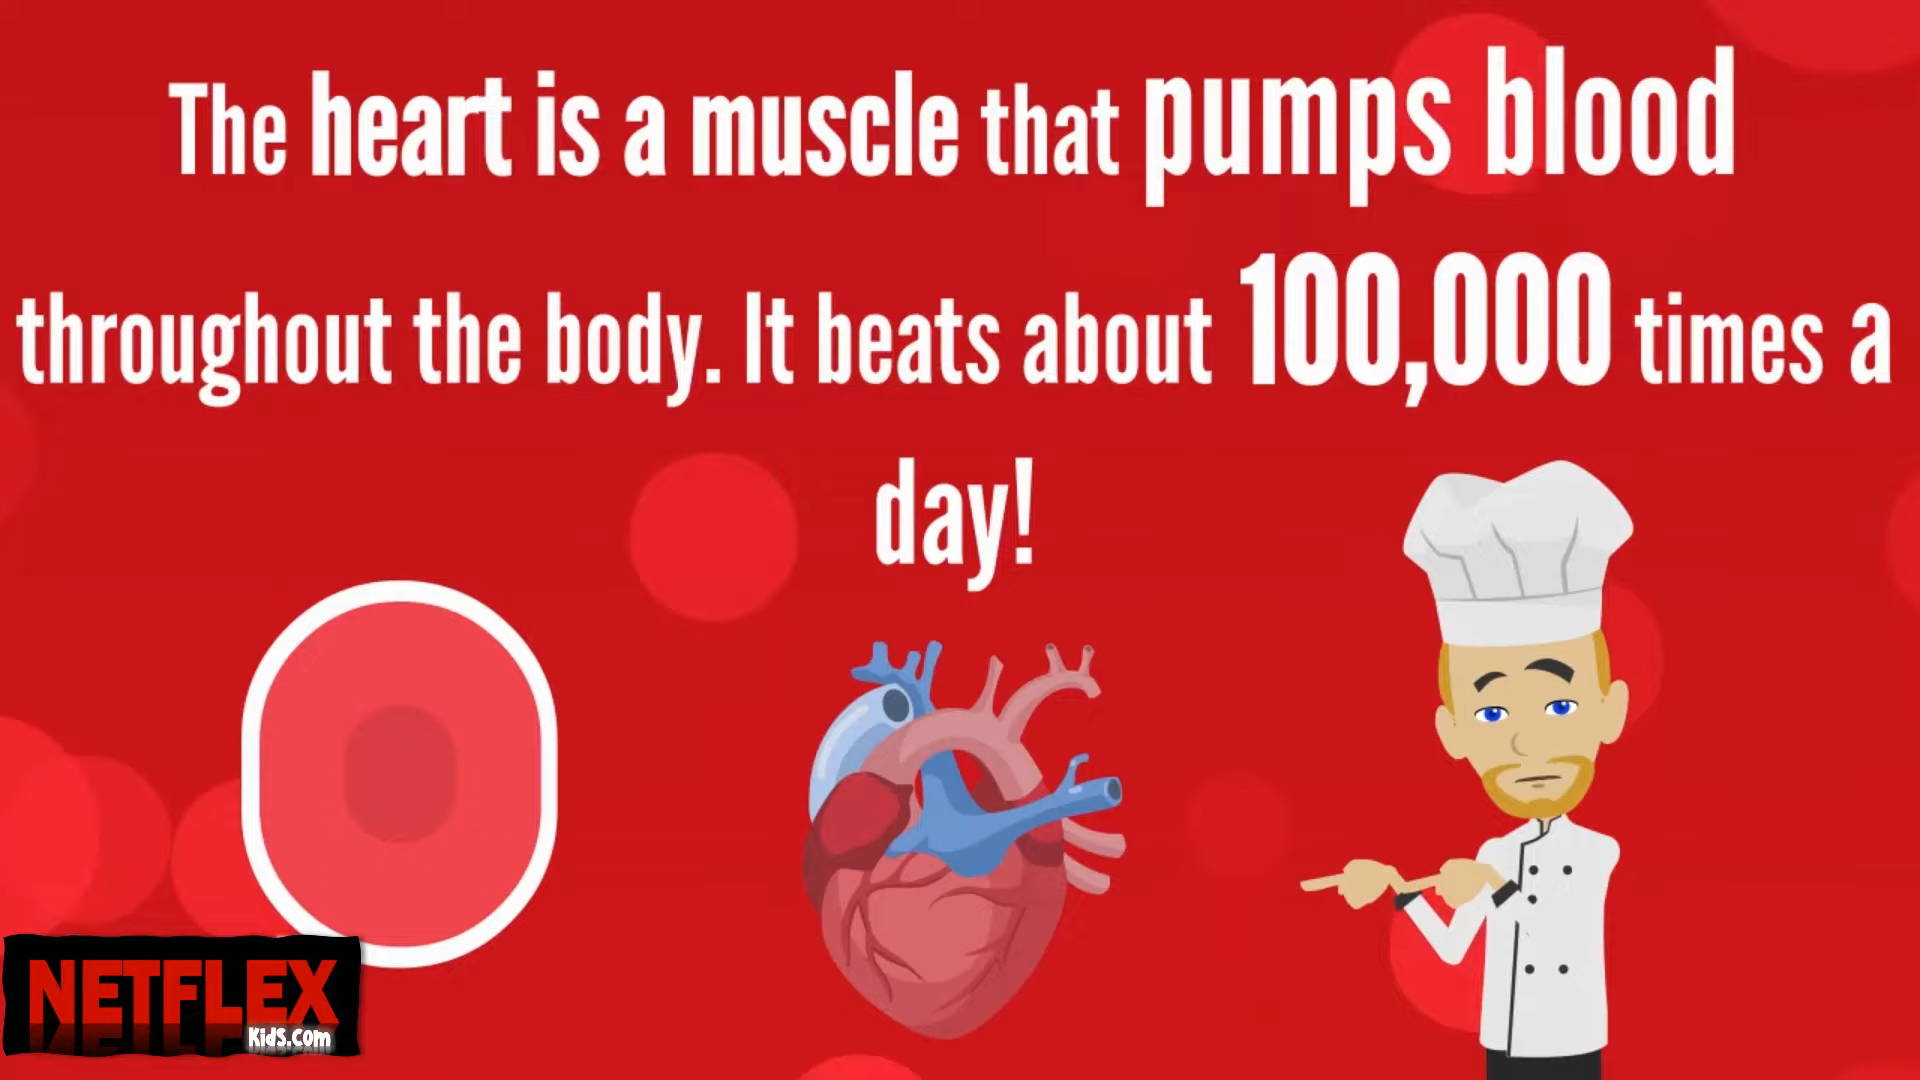 The heart is a muscle that pumps blood
throughout the body. It beats about 100,000 times a
day!
NETFLEX
Kids.com